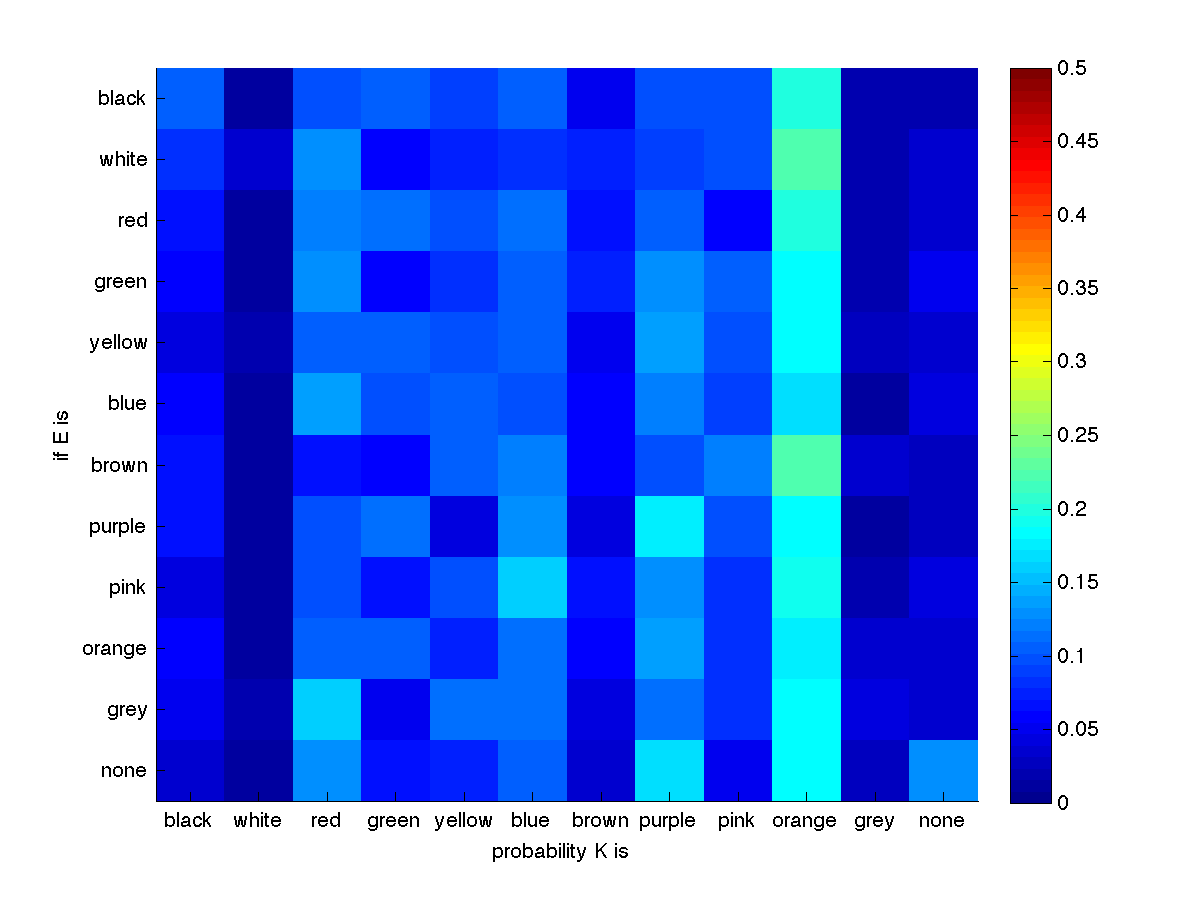 if E is
black
white
red
green
yellow
blue
brown
purple
pink
orange
grey
none
black white red green yellow blue brown purple pink orange grey none
probability K is
0.5
0.45
0.4
0.35
0.3
0.25
0.2
0.15
0.1
0.05
0